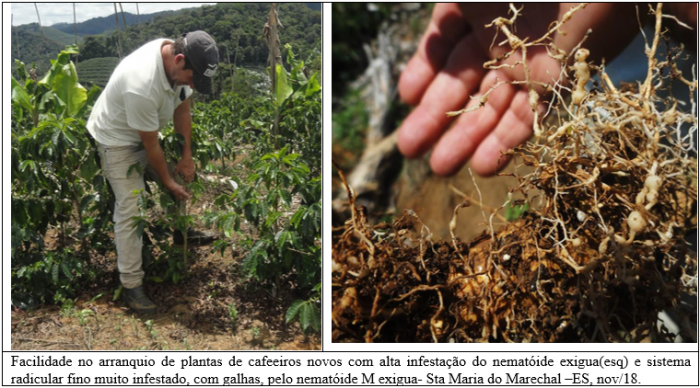 Facilidade no arranquio de plantas de cafeeiros novos com alta infestação do nematóide exigua(esq) e sistema
radicular fino muito infestado, com galhas, pelo nematóide M exigua- Sta Maria do Marechal –ES, nov/18.